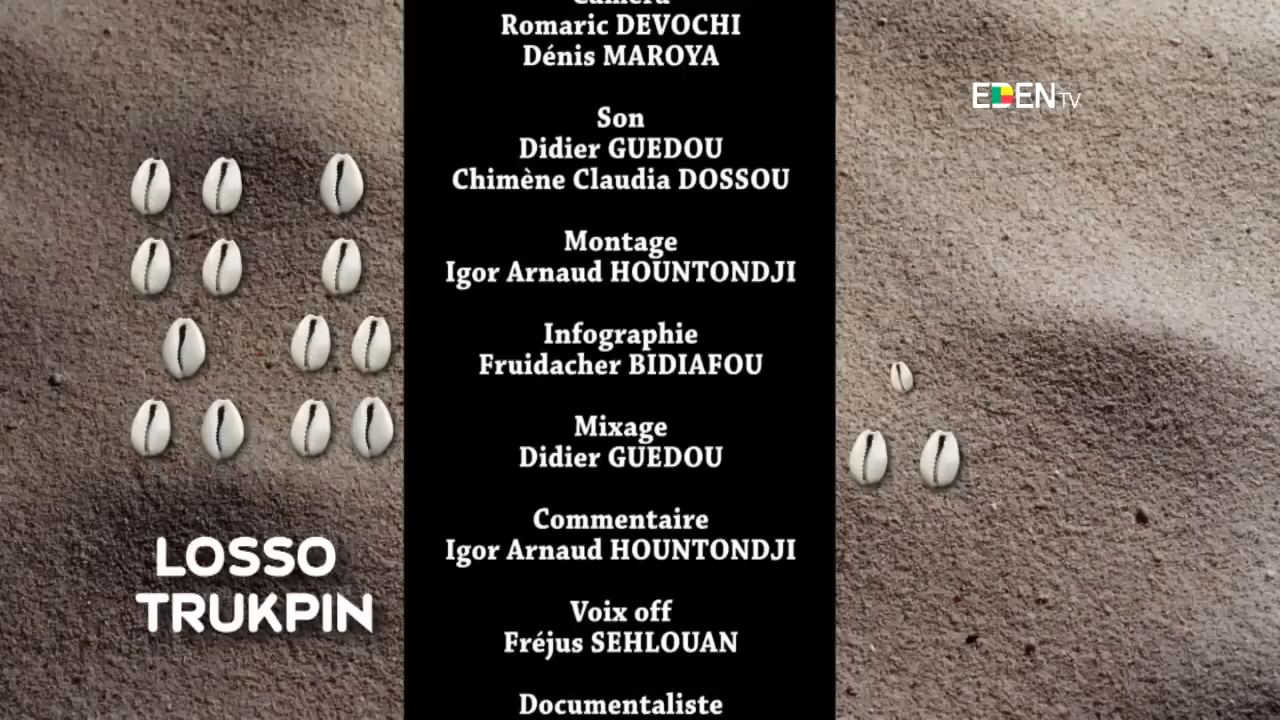 Caméra
Romaric DEVOCHI
Dénis MAROYA
Son
Didier GUEDOU
Chimène Claudia DOSSOU
Montage
Igor Arnaud HOUNTONDJI
Infographie
Fruidacher BIDIAFOU
Mixage
Didier GUEDOU
Commentaire
Igor Arnaud HOUNTONDJI
Voix off
Fréjus SEHLOUAN
Documentaliste
EDEN TV
LOSSO
TRUKPIN